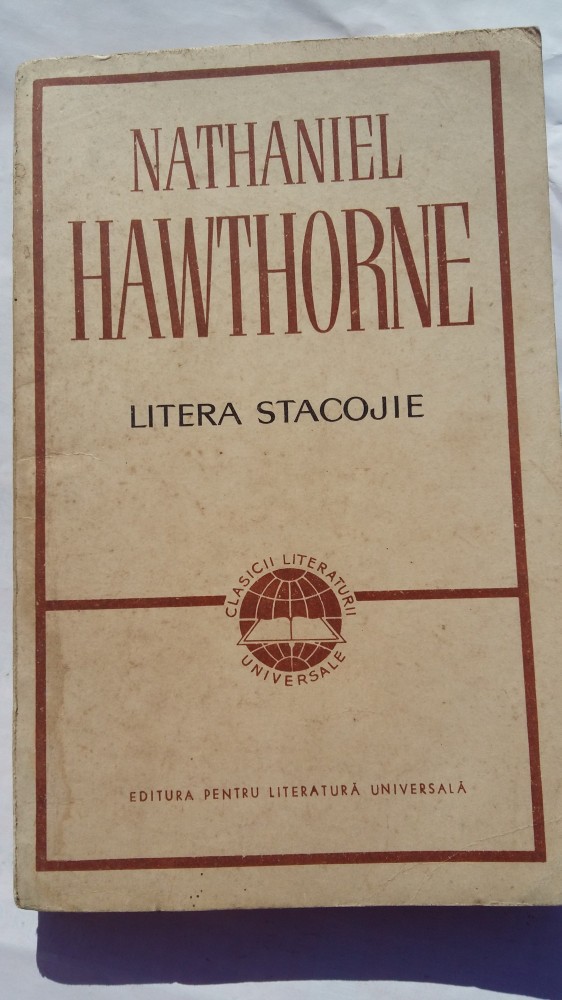 NATHANIEL
HAWTHORNE
LITERA STACOJIE
CLASICII LITERATURII
UNIVERSALE
EDITURA PENTRU LITERATURĂ UNIVERSALĂ